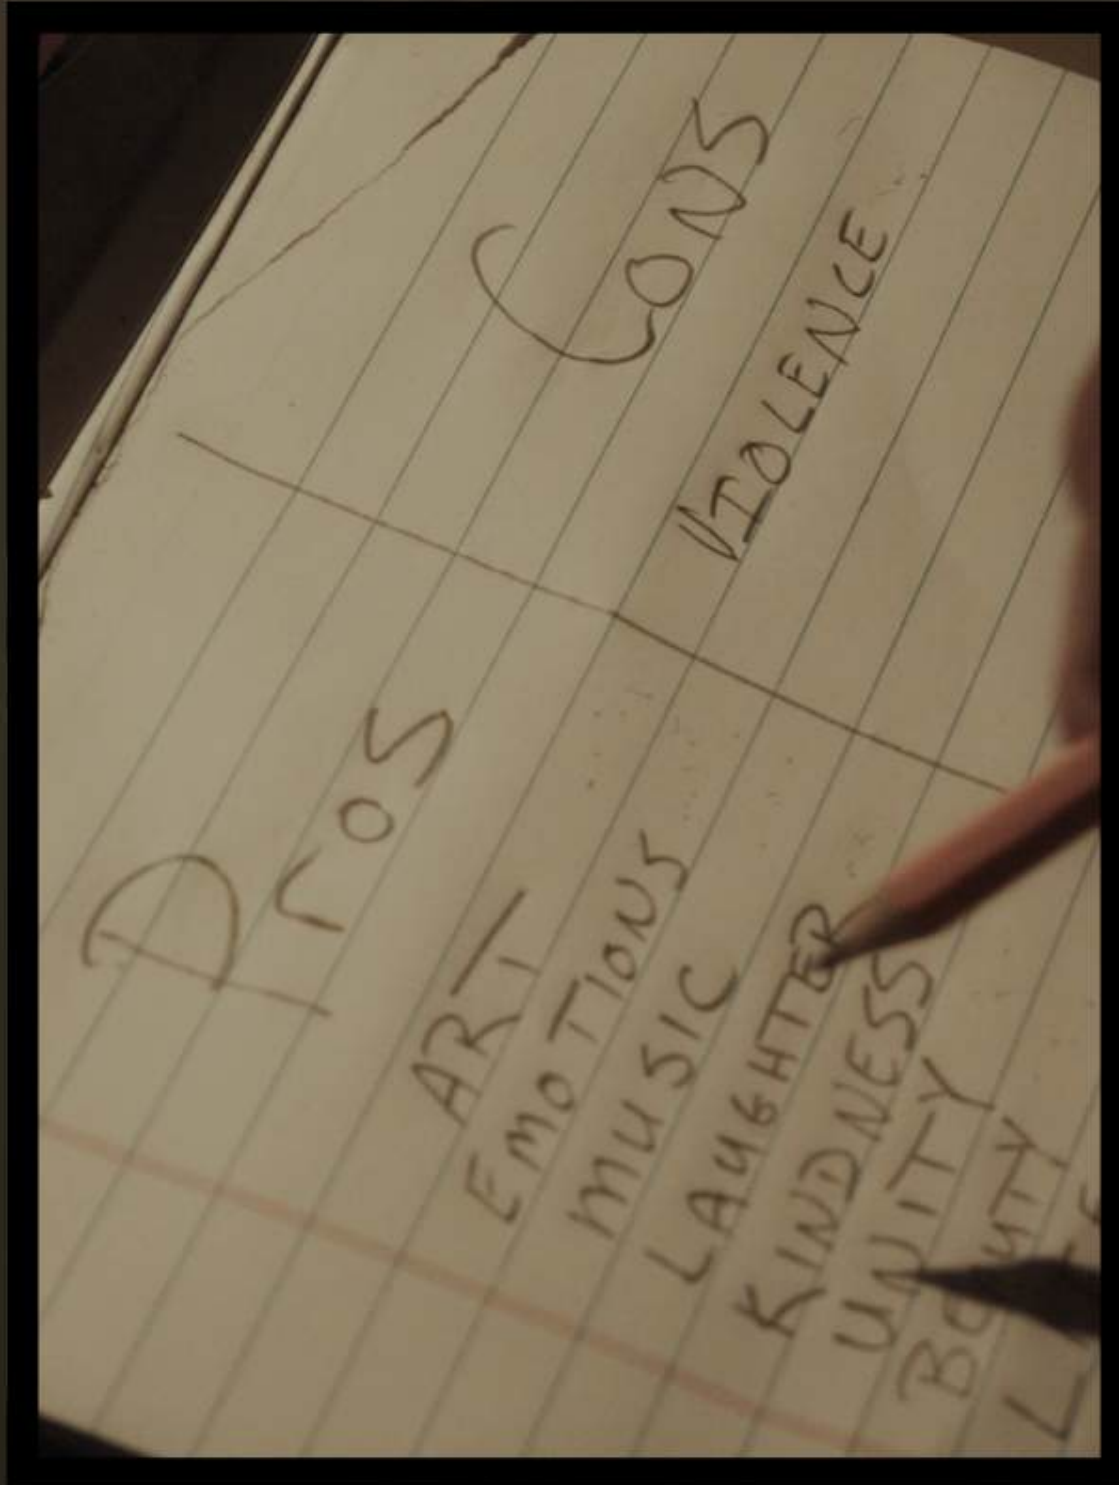 Pros
Cons
ART
EMOTIONS
MUSIC
LAUGHTER
KINDNESS
UNITY
VIOLENCE